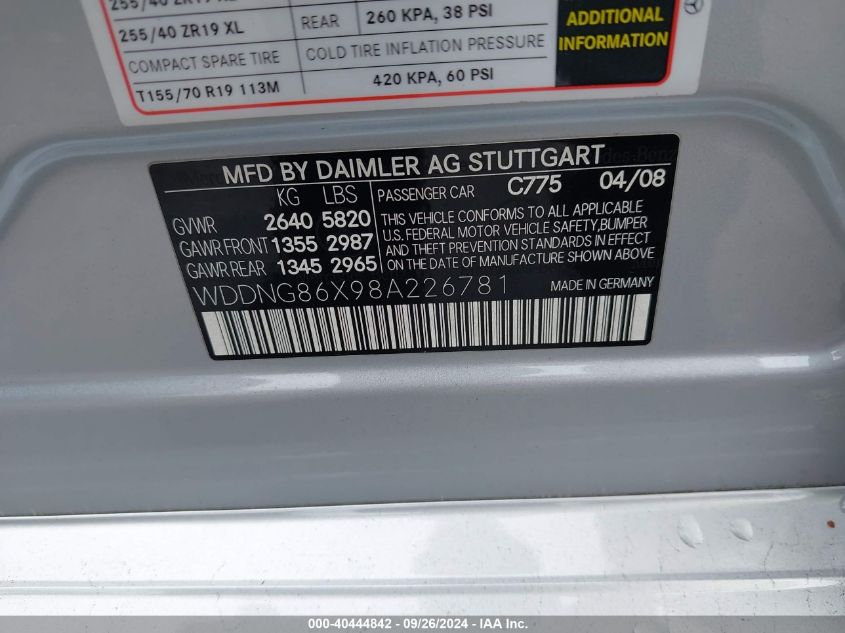 255/40 ZR19 XL
255/40 ZR19 XL REAR 260 KPA, 38 PSI
COMPACT SPARE TIRE COLD TIRE INFLATION PRESSURE
T155/70 R19 113M 420 KPA, 60 PSI
ADDITIONAL
INFORMATION
MFD BY DAIMLER AG STUTTGART
KG LBS PASSENGER CAR C775 04/08
GVWR 2640 5820
GAWR FRONT 1355 2987
GAWR REAR 1345 2965
THIS VEHICLE CONFORMS TO ALL APPLICABLE
U.S. FEDERAL MOTOR VEHICLE SAFETY,BUMPER
AND THEFT PREVENTION STANDARDS IN EFFECT
ON THE DATE OF MANUFACTURE SHOWN ABOVE
WDDNG86X98A226781 MADE IN GERMANY
000-40444842 - 09/26/2024 - IAA Inc.